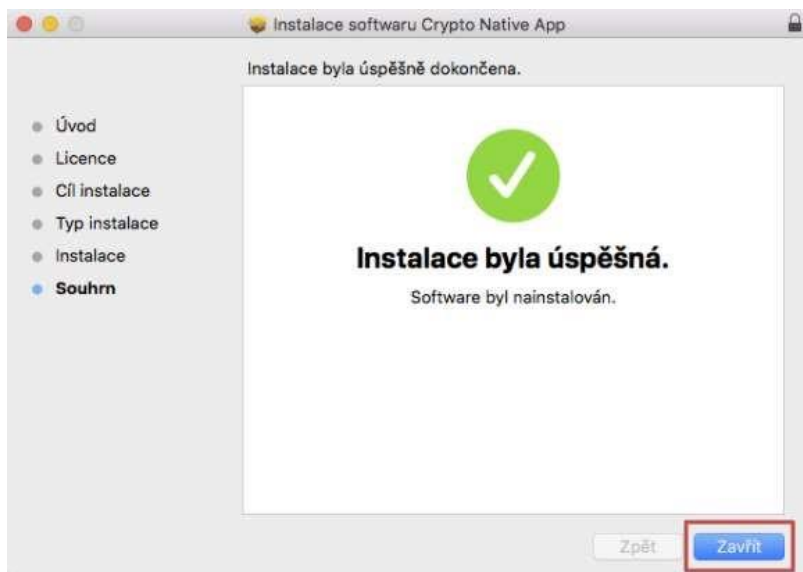 Instalace softwaru Crypto Native App
Instalace byla úspěšně dokončena.
Úvod
Licence
Cíl instalace
Typ instalace
Instalace
Souhrn
Instalace byla úspěšná.
Software byl nainstalován.
Zpět
Zavřít